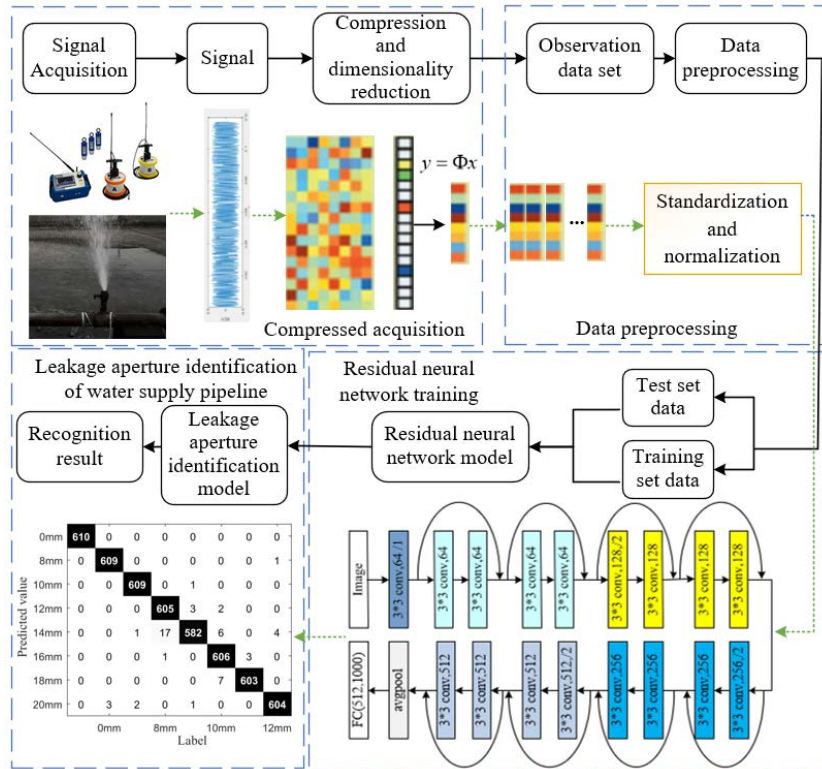 Signal
Acquisition
Signal
Compression
and
dimensionality
reduction
Observation
data set
Data
preprocessing
y = Φx
...
Standardization
and
normalization
Compressed acquisition
Data preprocessing
Leakage aperture identification
of water supply pipeline
Recognition
result
Leakage
aperture
identification
model
Residual neural
network training
Residual neural
network model
Test set
data
Training
set data
Predicted value
0mm 610 0 0 0 0 0 0 0
8mm 0 609 0 0 0 0 0 1
10mm 0 0 609 0 1 0 0 0
12mm 0 0 0 605 3 2 0 0
14mm 0 0 1 17 582 6 0 4
16mm 0 0 0 1 0 606 3 0
18mm 0 0 0 0 0 7 603 0
20mm 0 3 2 0 1 0 0 604
0mm 8mm 10mm 12mm
Label
Image
3*3 conv,64 /1
3*3 conv,64
3*3 conv,64
3*3 conv,64
3*3 conv,64
3*3 conv,128,/2
3*3 conv,128
3*3 conv,128
3*3 conv,128
FC(512,1000)
avgpool
3*3 conv,512
3*3 conv,512
3*3 conv,512
3*3 conv,512,/2
3*3 conv,256
3*3 conv,256
3*3 conv,256
3*3 conv,256,/2